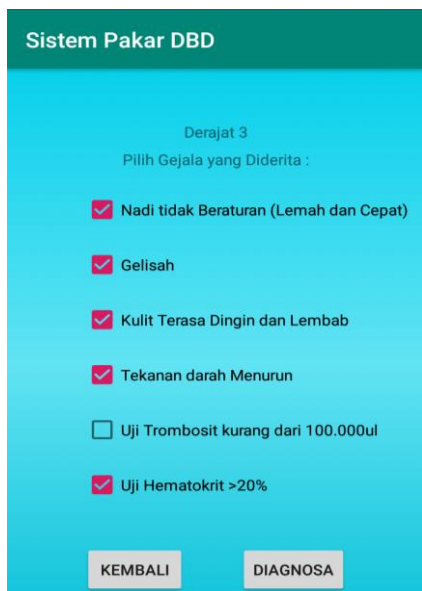 Sistem Pakar DBD
Derajat 3
Pilih Gejala yang Diderita :
Nadi tidak Beraturan (Lemah dan Cepat)
Gelisah
Kulit Terasa Dingin dan Lembab
Tekanan darah Menurun
Uji Trombosit kurang dari 100.000ul
Uji Hematokrit >20%
KEMBALI DIAGNOSA